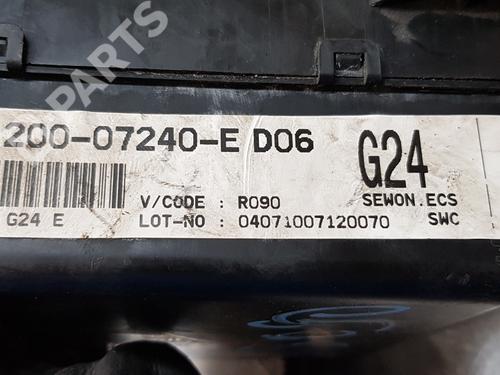 B-PARTS
200-07240-E D06
G24
V/CODE : R090
SEWON.ECS
G24 E
LOT-NO : 04071007120070
SWC